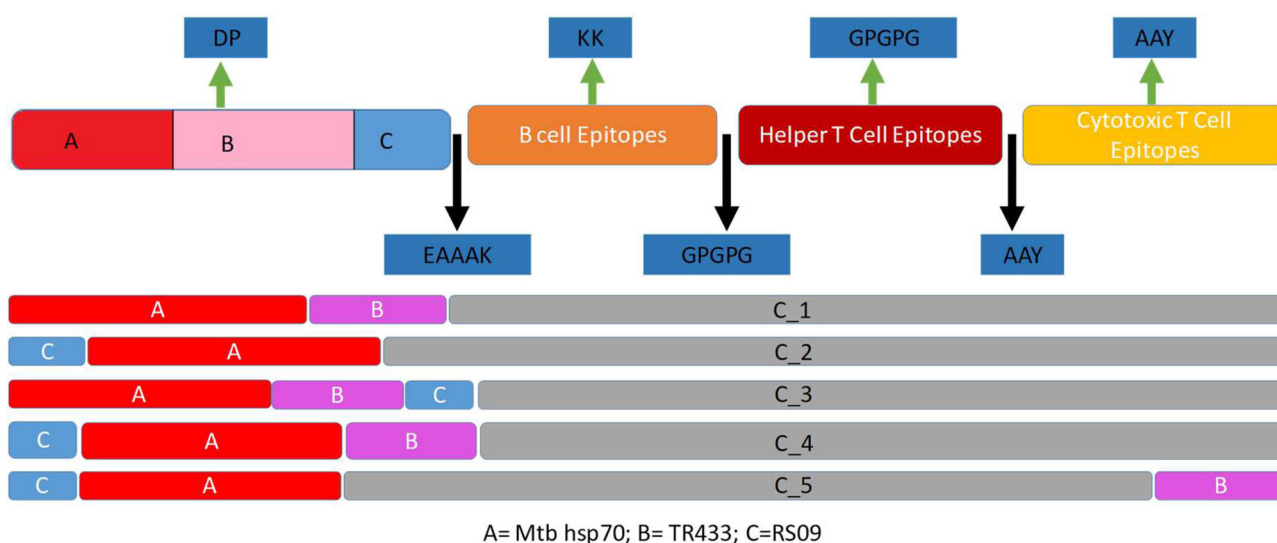 DP KK GPGPG AAY
A B C B cell Epitopes Helper T Cell Epitopes Cytotoxic T Cell
Epitopes
EAAAK GPGPG AAY
A B C_1
C A C_2
A B C C_3
C A B C_4
C A C_5 B
A= Mtb hsp70; B= TR433; C=RS09